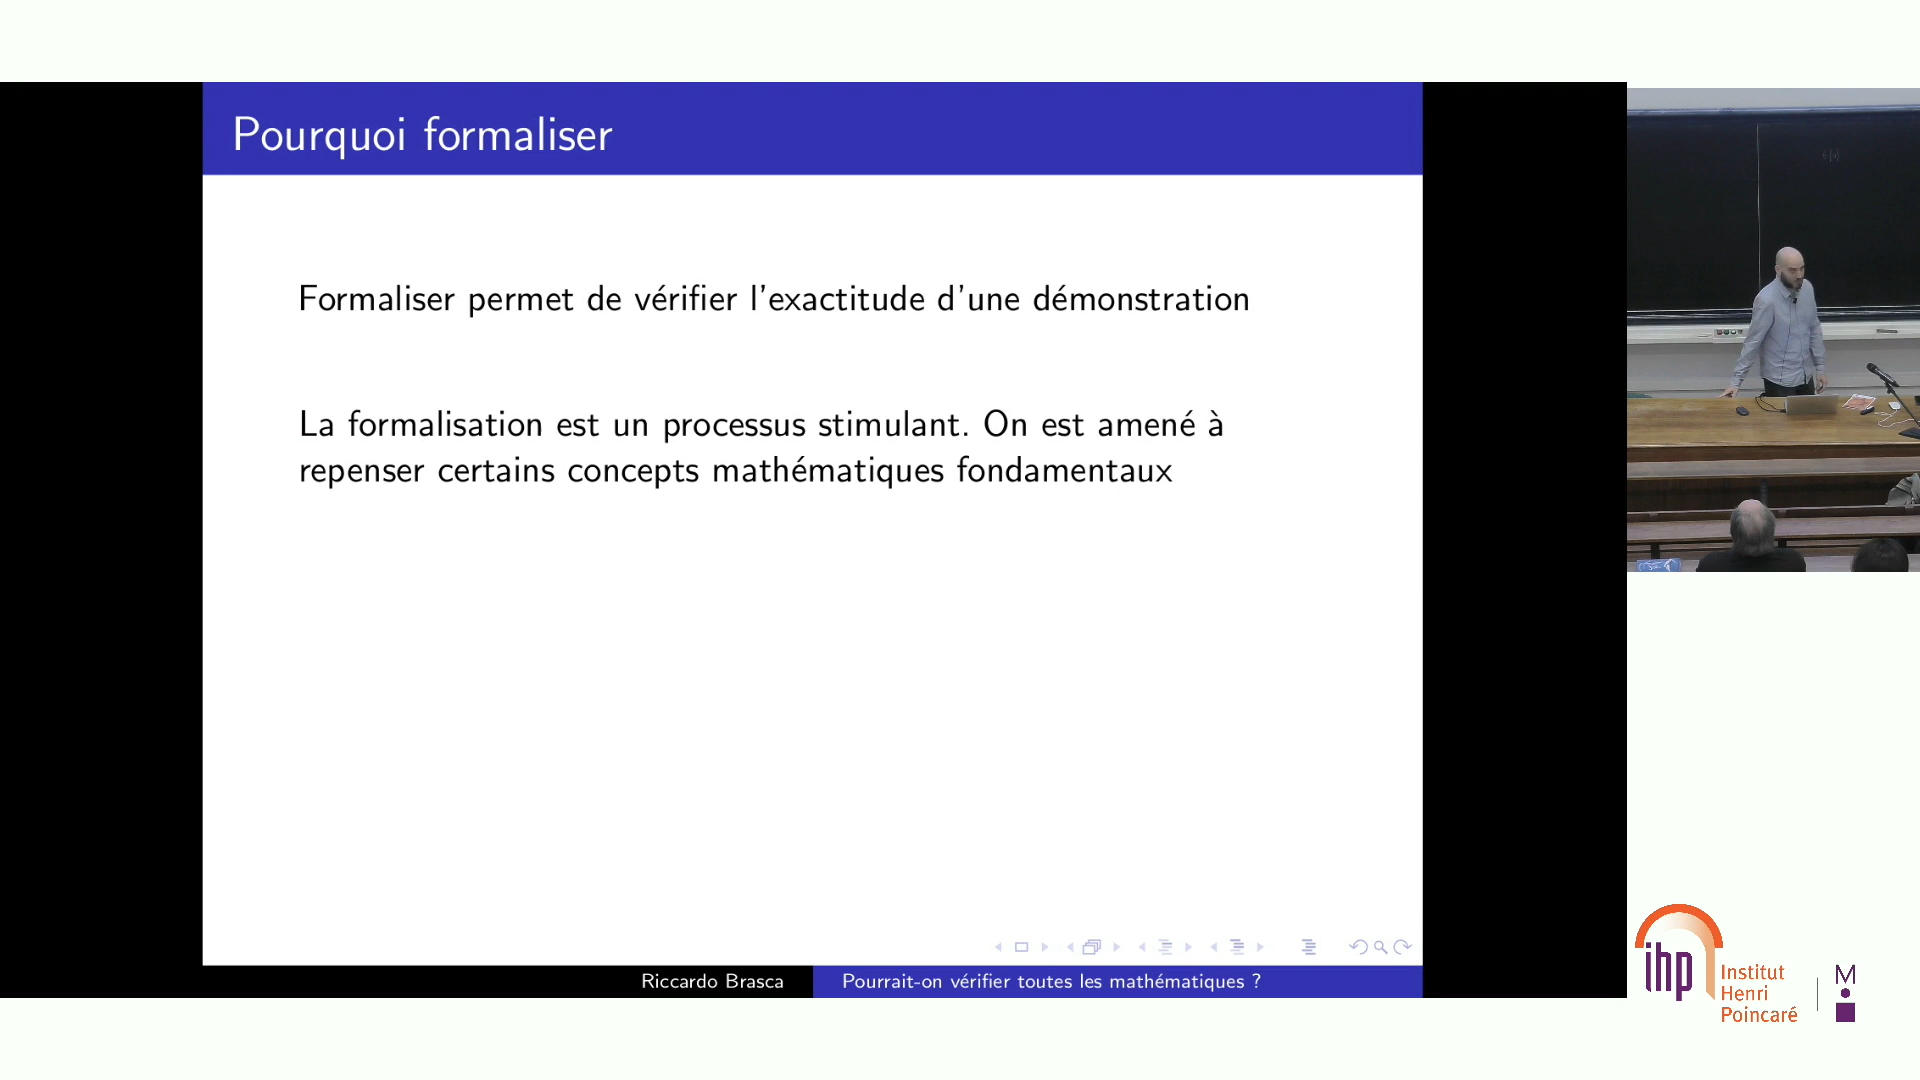 Pourquoi formaliser
Formaliser permet de vérifier l'exactitude d'une démonstration
La formalisation est un processus stimulant. On est amené à
repenser certains concepts mathématiques fondamentaux
Riccardo Brasca
Pourrait-on vérifier toutes les mathématiques ?
ihp
Institut
Henri
Poincaré
M